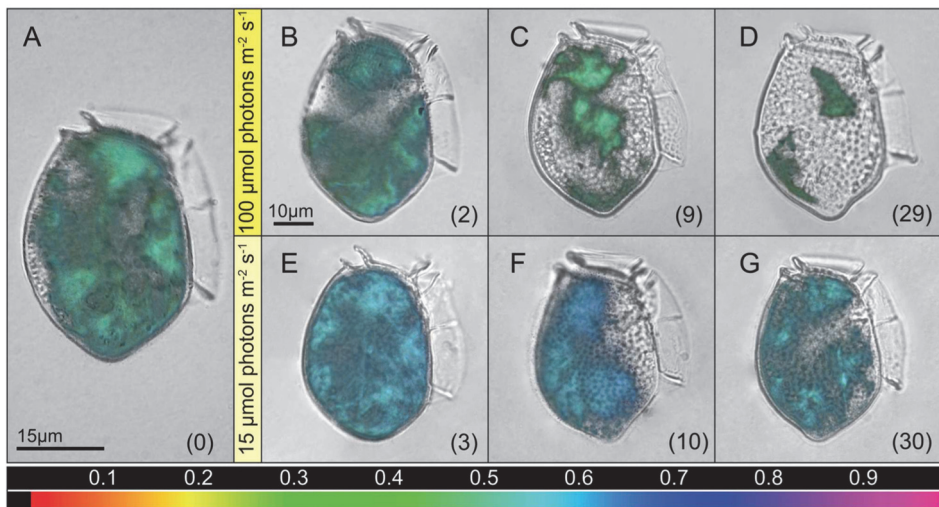 A
(0)
15µm
100 µmol photons m⁻² s⁻¹
B
(2)
10µm
C
(9)
D
(29)
15 µmol photons m⁻² s⁻¹
E
(3)
F
(10)
G
(30)
0.1 0.2 0.3 0.4 0.5 0.6 0.7 0.8 0.9